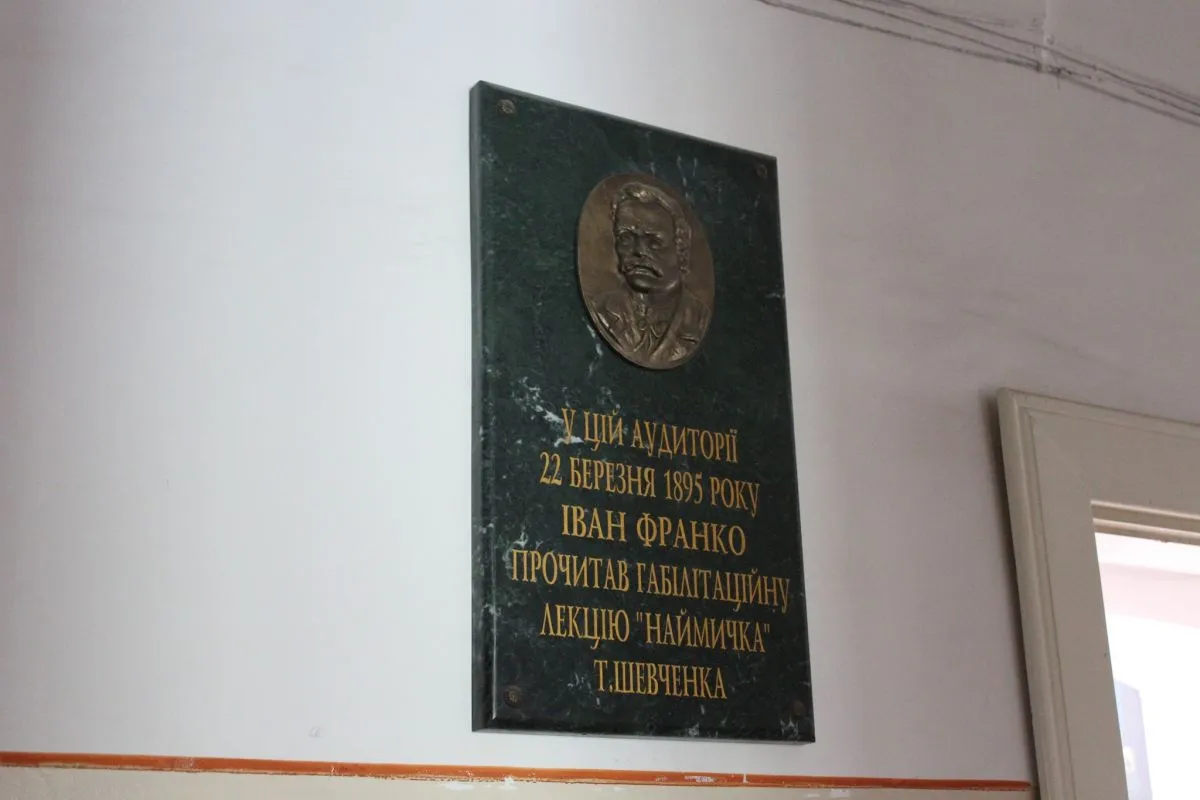 У ЦІЙ АУДИТОРІЇ
22 БЕРЕЗНЯ 1895 РОКУ
ІВАН ФРАНКО
ПРОЧИТАВ ГАБІЛІТАЦІЙНУ
ЛЕКЦІЮ "НАЙМИЧКА"
Т.ШЕВЧЕНКА